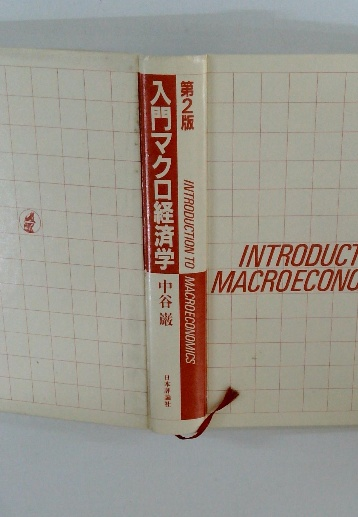 第2版
入門マクロ経済学
INTRODUCTION TO MACROECONOMICS
中谷 巌
日本評論社
INTRODUCT
MACROECONO